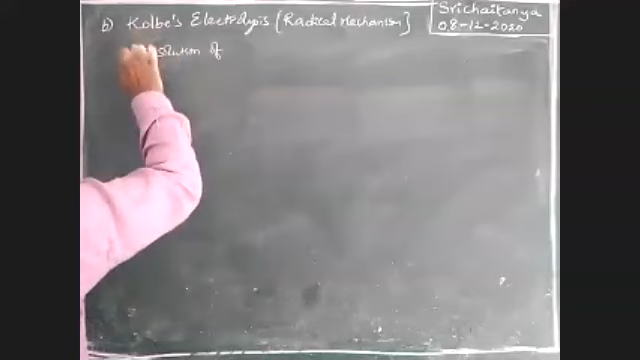 b) Kolbe's Electrolysis [Radical Mechanism]
Srichaitanya
08-12-2020
solution of